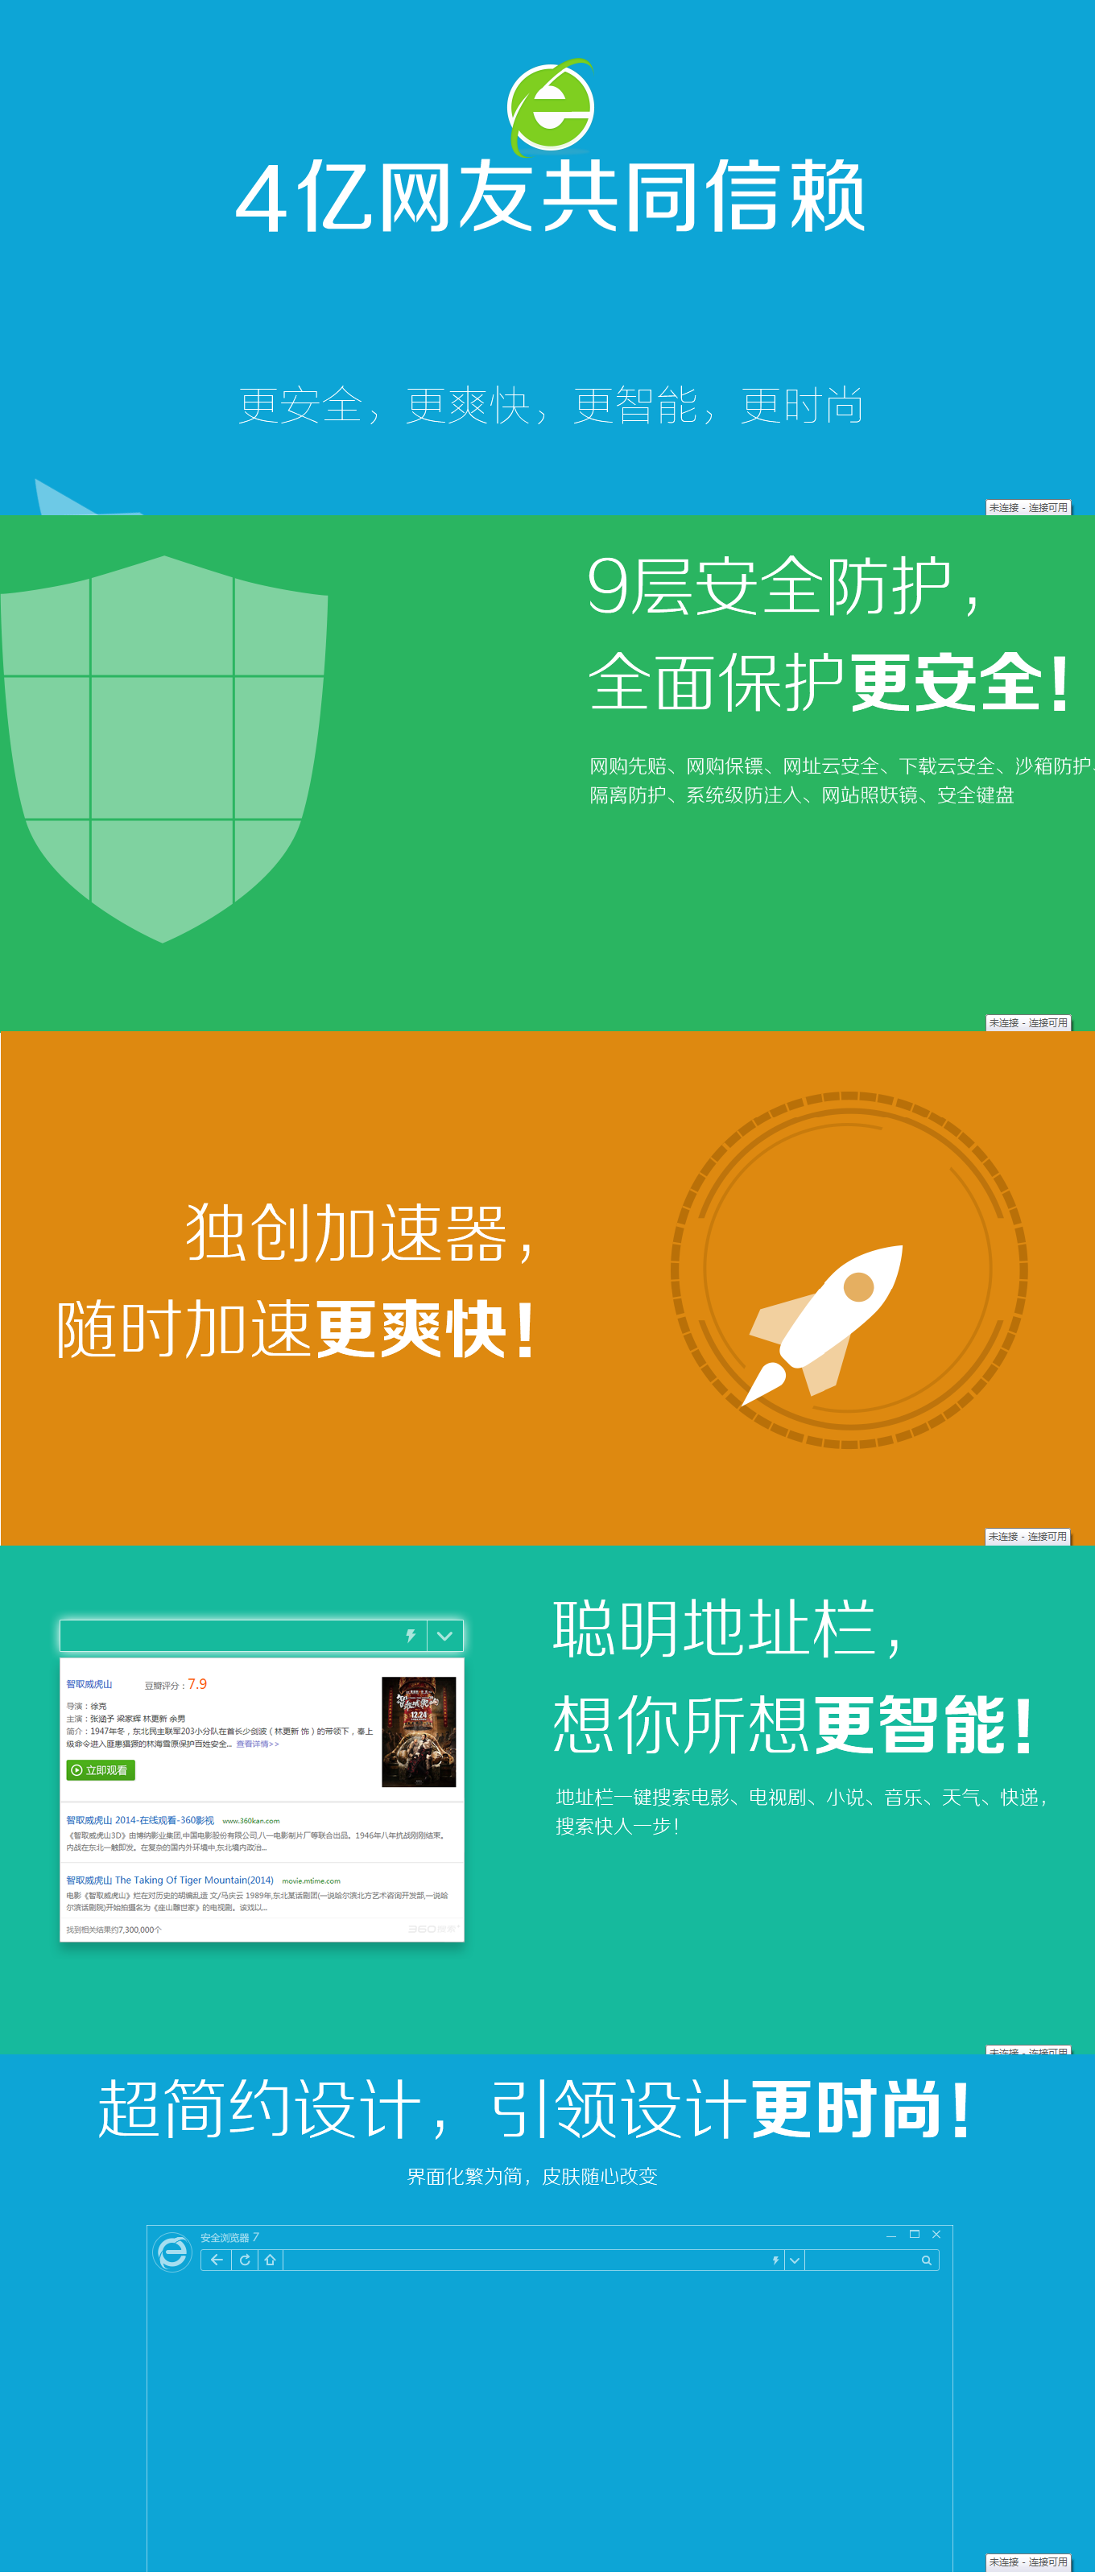 4亿网友共同信赖
更安全，更爽快，更智能，更时尚
未连接 - 连接可用
9层安全防护，
全面保护更安全！
网购先赔、网购保镖、网址云安全、下载云安全、沙箱防护、
隔离防护、系统级防注入、网站照妖镜、安全键盘
未连接 - 连接可用
独创加速器，
随时加速更爽快！
未连接 - 连接可用
聪明地址栏，
想你所想更智能！
地址栏一键搜索电影、电视剧、小说、音乐、天气、快递，
搜索快人一步！
智取威虎山 豆瓣评分：7.9
导演：徐克
主演：张涵予 梁家辉 林更新 余男
简介：1947年冬，东北民主联军203小分队在首长少剑波（林更新 饰）的带领下，奉上
级命令进入匪患猖獗的林海雪原保护百姓安全... 查看详情>>
立即观看
智取威虎山
12.24
智取威虎山 2014-在线观看-360影视 www.360kan.com
《智取威虎山3D》由博纳影业集团,中国电影股份有限公司,八一电影制片厂等联合出品。1946年八年抗战刚刚结束。
内战在东北一触即发。在复杂的国内外环境中,东北境内政治...
智取威虎山 The Taking Of Tiger Mountain(2014) movie.mtime.com
电影《智取威虎山》烂在对历史的胡编乱造 文/马庆云 1989年,东北某话剧团(一说哈尔滨北方艺术咨询开发部,一说哈
尔滨话剧院)开始拍摄名为《座山雕世家》的电视剧。该戏以...
找到相关结果约7,300,000个
360搜索
未连接 - 连接可用
超简约设计，引领设计更时尚！
界面化繁为简，皮肤随心改变
安全浏览器 7
未连接 - 连接可用